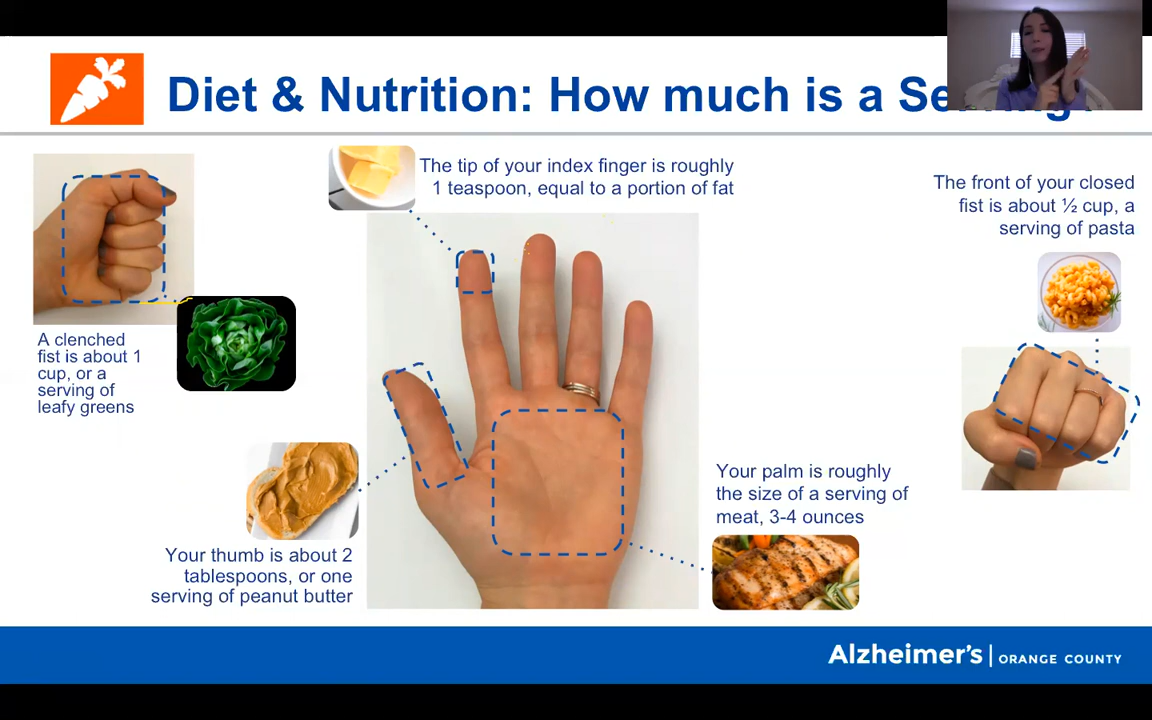 Diet & Nutrition: How much is a
The tip of your index finger is roughly
1 teaspoon, equal to a portion of fat
The front of your closed
fist is about ½ cup, a
serving of pasta
A clenched
fist is about 1
cup, or a
serving of
leafy greens
Your palm is roughly
the size of a serving of
meat, 3-4 ounces
Your thumb is about 2
tablespoons, or one
serving of peanut butter
Alzheimer's | ORANGE COUNTY